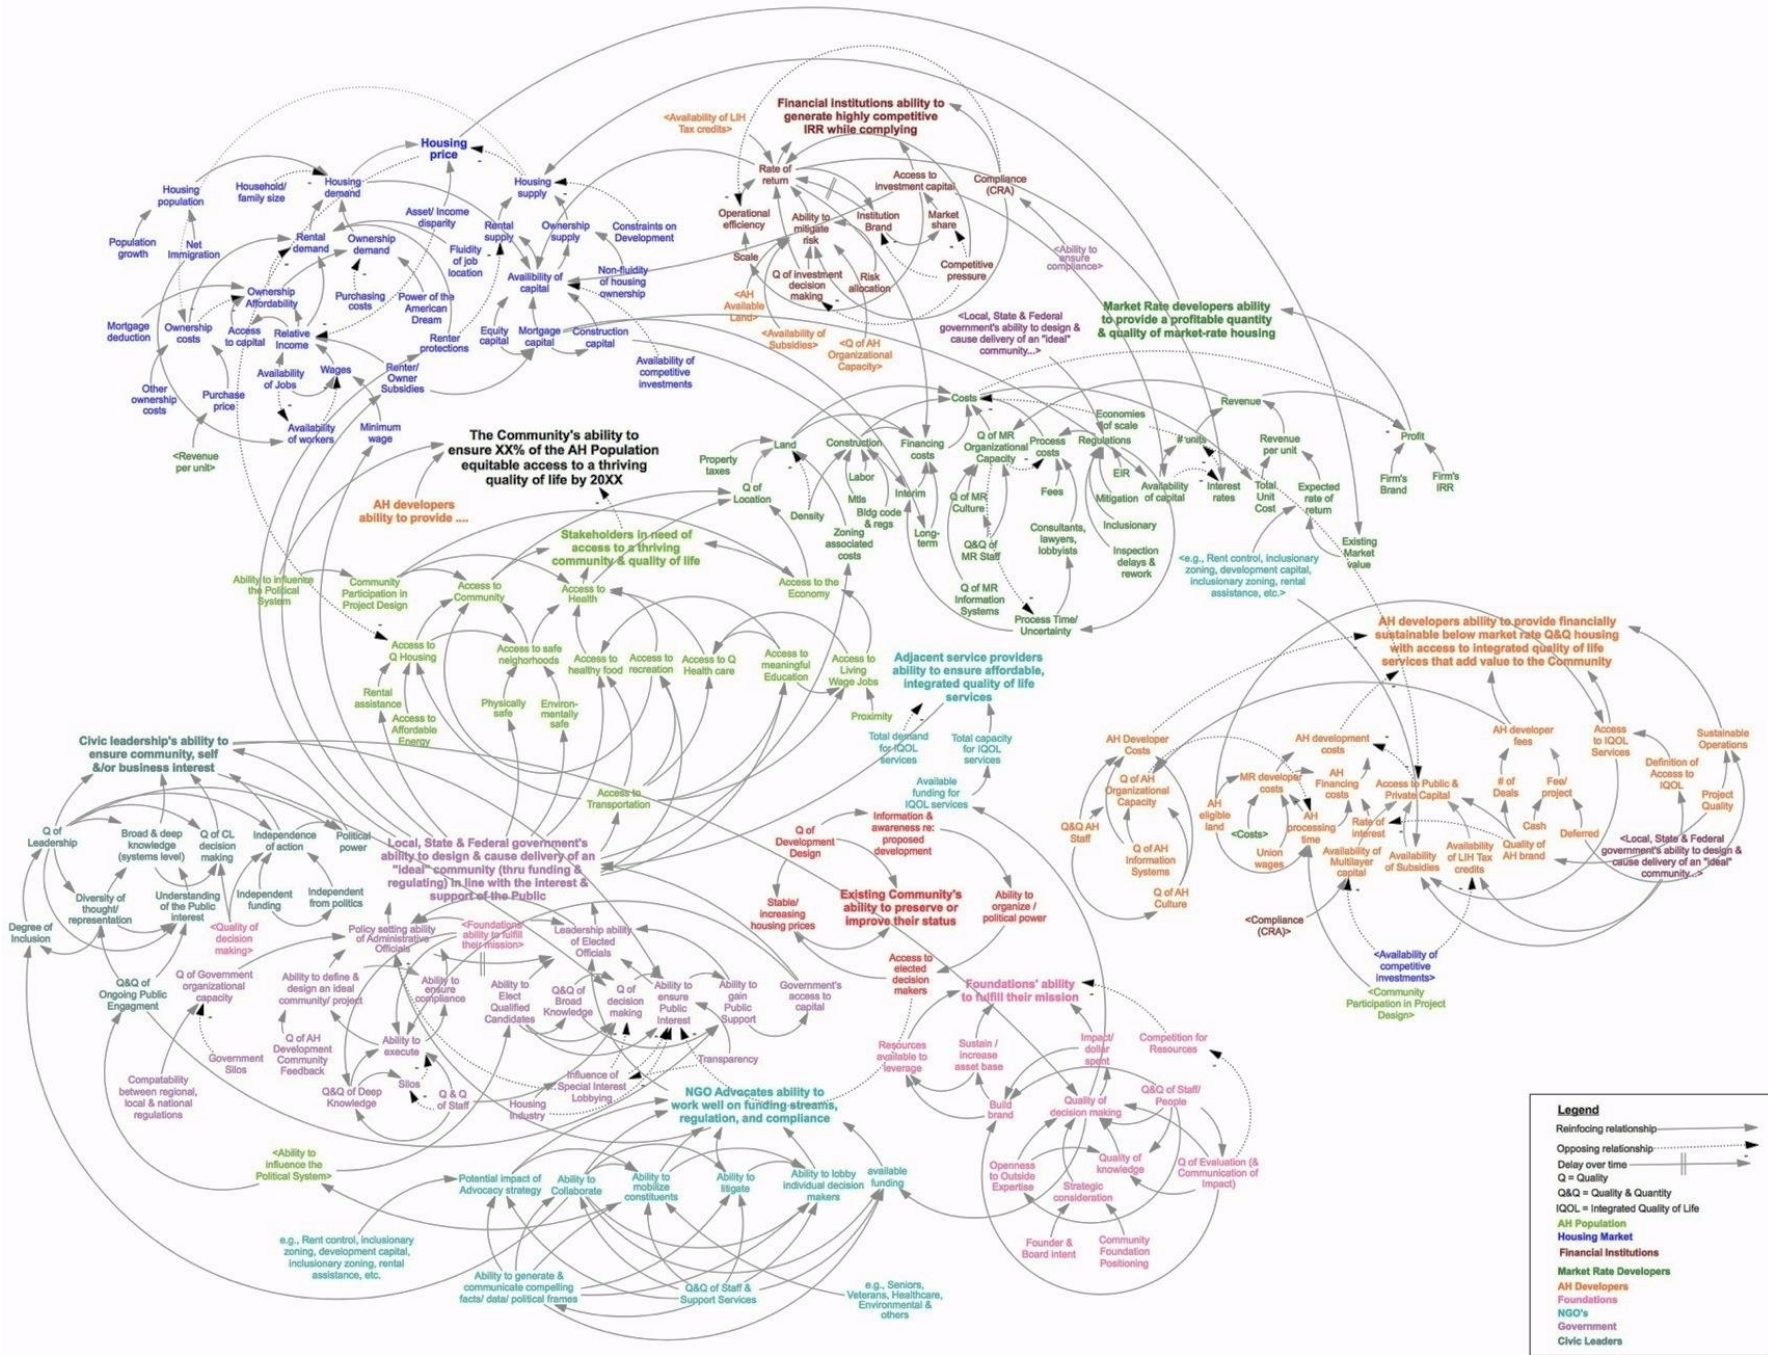 Financial institutions ability to
generate highly competitive
IRR while complying
<Availability of LIH
Tax credits>
Rate of
return
Access to
investment capital
Compliance
(CRA)
Operational
efficiency
Ability to
mitigate
risk
Institution
Brand
Market
share
Scale
Q of investment
decision
making
Risk
allocation
Competitive
pressure
<Ability to
ensure
compliance>
<AH
Available
Land>
<Availability of
Subsidies>
<Q of AH
Organizational
Capacity>
Housing
price
Housing
population
Household/
family size
Housing
demand
Housing
supply
Population
growth
Net
Immigration
Rental
demand
Ownership
demand
Asset/ Income
disparity
Fluidity
of job
location
Rental
supply
Ownership
supply
Constraints on
Development
Availibility of
capital
Non-fluidity
of housing
ownership
Ownership
Affordability
Purchasing
costs
Power of the
American
Dream
Mortgage
deduction
Ownership
costs
Access
to capital
Relative
Income
Renter
protections
Equity
capital
Mortgage
capital
Construction
capital
Availability of
competitive
investments
Other
ownership
costs
Purchase
price
Availability
of Jobs
Wages
Renter/
Owner
Subsidies
Availability
of workers
Minimum
wage
<Revenue
per unit>
Market Rate developers ability
to provide a profitable quantity
& quality of market-rate housing
<Local, State & Federal
government's ability to design &
cause delivery of an "ideal"
community...>
Costs
Revenue
Economies
of scale
Land
Construction
Financing
costs
Q of MR
Organizational
Capacity
Process
costs
Regulations
# units
Revenue
per unit
Profit
Property
taxes
Q of
Location
Labor
Mtls
Bldg code
& regs
Density
Zoning
associated
costs
Interim
Long-
term
Q of MR
Culture
Q&Q of
MR Staff
Q of MR
Information
Systems
Fees
Consultants,
lawyers,
lobbyists
EIR
Mitigation
Inclusionary
Inspection
delays &
rework
Availability
of capital
Interest
rates
Total
Unit
Cost
Expected
rate of
return
Firm's
Brand
Firm's
IRR
Existing
Market
value
Process Time/
Uncertainty
<e.g., Rent control, inclusionary
zoning, development capital,
inclusionary zoning, rental
assistance, etc.>
The Community's ability to
ensure XX% of the AH Population
equitable access to a thriving
quality of life by 20XX
AH developers
ability to provide ....
Stakeholders in need of
access to a thriving
community & quality of life
Ability to influence
the Political
System
Community
Participation in
Project Design
Access to
Community
Access to
Health
Access to the
Economy
Access to
Q Housing
Access to safe
neighorhoods
Access to
healthy food
Access to
recreation
Access to Q
Health care
Access to
meaningful
Education
Access to
Living
Wage Jobs
Rental
assistance
Access to
Affordable
Energy
Physically
safe
Environ-
mentally
safe
Proximity
Access to
Transportation
Adjacent service providers
ability to ensure affordable,
integrated quality of life
services
Total demand
for IQOL
services
Total capacity
for IQOL
services
Available
funding for
IQOL services
AH developers ability to provide financially
sustainable below market rate Q&Q housing
with access to integrated quality of life
services that add value to the Community
AH Developer
Costs
AH development
costs
AH developer
fees
Access
to IQOL
Services
Sustainable
Operations
Q of AH
Organizational
Capacity
MR developer
costs
AH
Financing
costs
Access to Public &
Private Capital
# of
Deals
Fee/
project
Definition of
Access to
IQOL
Project
Quality
Q&Q AH
Staff
Q of AH
Information
Systems
Q of AH
Culture
AH
eligible
land
<Costs>
Union
wages
AH
processing
time
Rate of
interest
Availability of
Multilayer
capital
Availability
of Subsidies
Availability
of LIH Tax
credits
Cash
Deferred
Quality of
AH brand
<Local, State & Federal
government's ability to design &
cause delivery of an "ideal"
community...>
<Compliance
(CRA)>
<Availability of
competitive
investments>
<Community
Participation in Project
Design>
Civic leadership's ability to
ensure community, self
&/or business interest
Q of
Leadership
Broad & deep
knowledge
(systems level)
Q of CL
decision
making
Independence
of action
Political
power
Diversity of
thought/
representation
Understanding
of the Public
interest
Independent
funding
Independent
from politics
Degree of
Inclusion
<Quality of
decision
making>
Q&Q of
Ongoing Public
Engagment
Local, State & Federal government's
ability to design & cause delivery of an
"ideal" community (thru funding &
regulating) in line with the interest &
support of the Public
Policy setting ability
of Administrative
Officials
<Foundations'
ability to fulfill
their mission>
Leadership ability
of Elected
Officials
Q of Government
organizational
capacity
Ability to define &
design an ideal
community/ project
Ability to
ensure
compliance
Ability to
Elect
Qualified
Candidates
Q&Q of
Broad
Knowledge
Q of
decision
making
Ability to
ensure
Public
Interest
Ability to
gain
Public
Support
Government's
access to
capital
Q of AH
Development
Community
Feedback
Ability to
execute
Government
Silos
Compatability
between regional,
local & national
regulations
Q&Q of Deep
Knowledge
Silos
Q & Q
of Staff
Transparency
Influence of
Special Interest
Lobbying
Housing
Industry
Q of
Development
Design
Information &
awareness re:
proposed
development
Stable/
increasing
housing prices
Existing Community's
ability to preserve or
improve their status
Ability to
organize /
political power
Access to
elected
decision
makers
Foundations' ability
to fulfill their mission
Resources
available to
leverage
Sustain /
increase
asset base
Impact/
dollar
spent
Competition for
Resources
Build
brand
Quality of
decision making
Q&Q of Staff/
People
Openness
to Outside
Expertise
Quality of
knowledge
Q of Evaluation (&
Communication of
Impact)
Strategic
consideration
Founder &
Board intent
Community
Foundation
Positioning
NGO Advocates ability to
work well on funding streams,
regulation, and compliance
<Ability to
influence the
Political System>
Potential impact of
Advocacy strategy
Ability to
Collaborate
Ability to
mobilize
constituents
Ability to
litigate
Ability to lobby
individual decision
makers
available
funding
e.g., Rent control, inclusionary
zoning, development capital,
inclusionary zoning, rental
assistance, etc.
Ability to generate &
communicate compelling
facts/ data/ political frames
Q&Q of Staff &
Support Services
e.g., Seniors,
Veterans, Healthcare,
Environmental &
others
Legend
Reinfocing relationship
Opposing relationship
Delay over time
Q = Quality
Q&Q = Quality & Quantity
IQOL = Integrated Quality of Life
AH Population
Housing Market
Financial Institutions
Market Rate Developers
AH Developers
Foundations
NGO's
Government
Civic Leaders